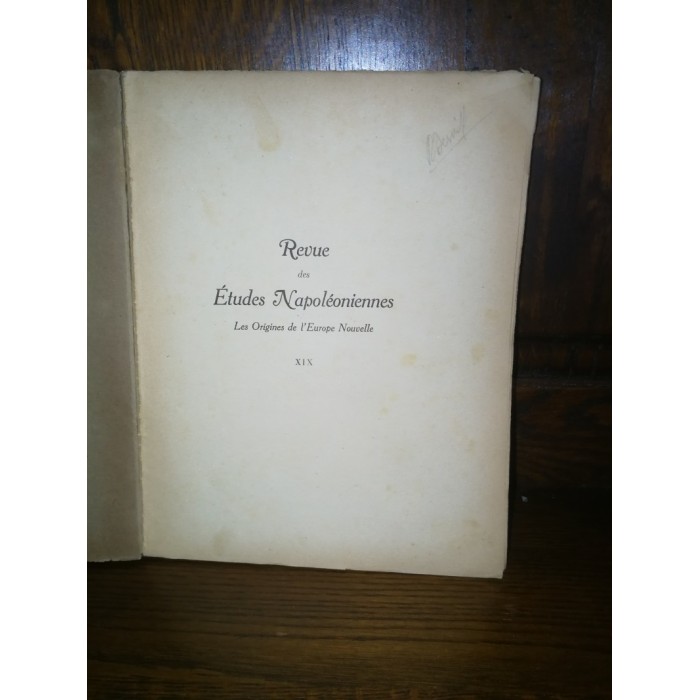 Revue
des
Études Napoléoniennes
Les Origines de l'Europe Nouvelle
XIX